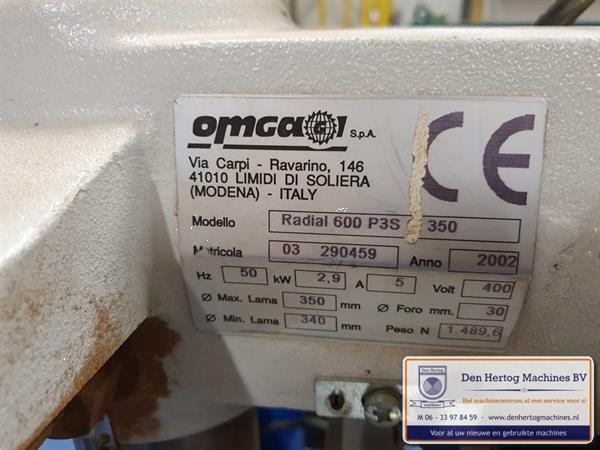 omga S.p.A.
CE
Via Carpi - Ravarino, 146
41010 LIMIDI DI SOLIERA
(MODENA) - ITALY
Modello Radial 600 P3S 350
Matricola 03 290459 Anno 2002
Hz 50 kW 2,9 A 5 Volt 400
Ø Max. Lama 350 mm Ø Foro mm. 30
Ø Min. Lama 340 mm Peso N 1.489,6
Den Hertog Machines BV
Het machinecentrum.nl met service voor u!
M 06 - 33 97 84 59 - www.denhertogmachines.nl
Voor al uw nieuwe en gebruikte machines